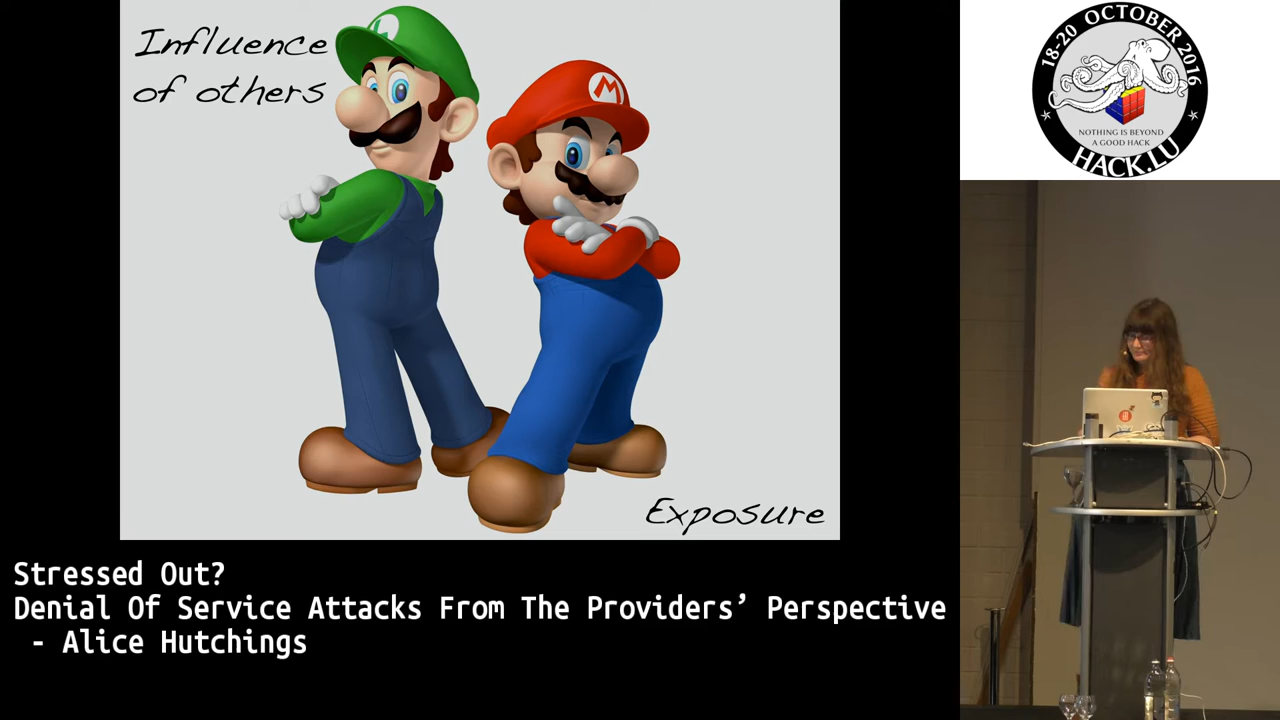 Influence
of others
L
M
Exposure
18-20 OCTOBER 2016
NOTHING IS BEYOND
A GOOD HACK
HACK.LU
Stressed Out?
Denial Of Service Attacks From The Providers’ Perspective
- Alice Hutchings